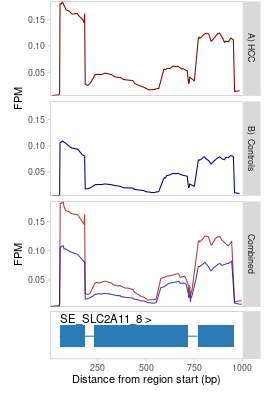 0.15
0.10
0.05
FPM
A) HCC
0.15
0.10
0.05
B) Controls
0.15
0.10
0.05
FPM
Combined
SE_SLC2A11_8 >
250 500 750 1000
Distance from region start (bp)